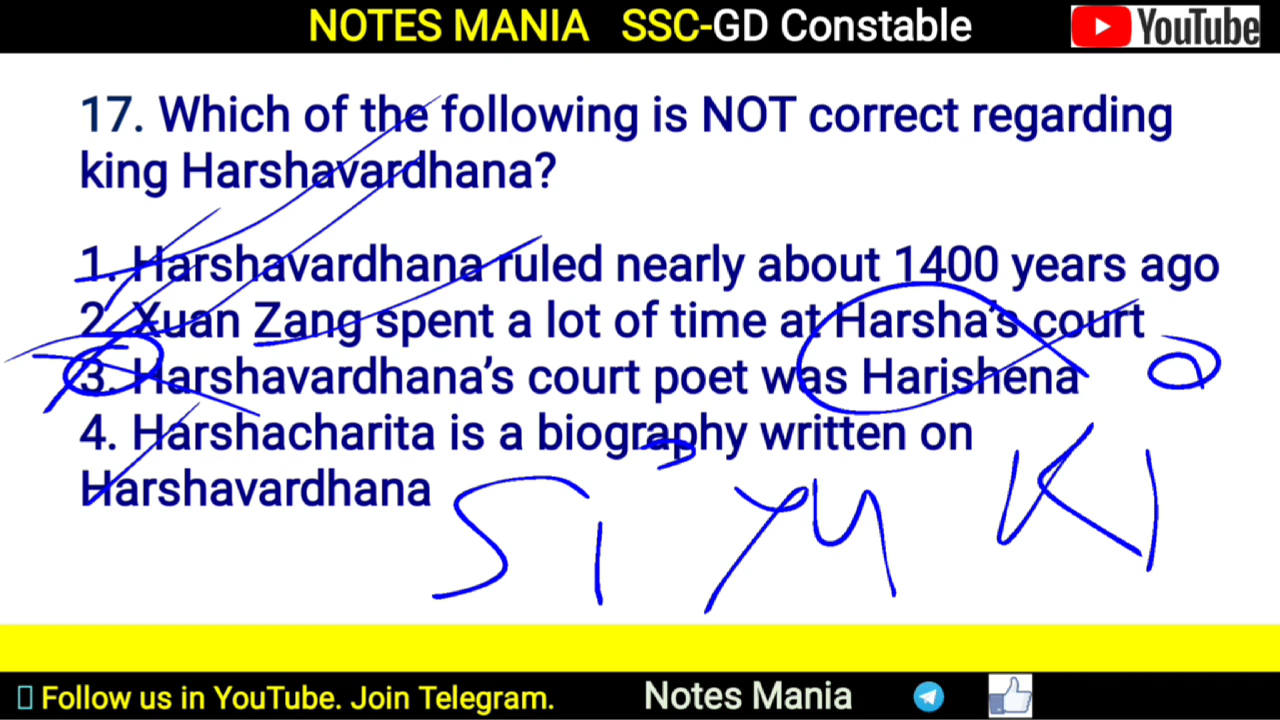 NOTES MANIA SSC-GD Constable YouTube
17. Which of the following is NOT correct regarding
king Harshavardhana?
1. Harshavardhana ruled nearly about 1400 years ago
2. Xuan Zang spent a lot of time at Harsha's court
3. Harshavardhana's court poet was Harishena
4. Harshacharita is a biography written on
Harshavardhana
Si yu Ki
Follow us in YouTube. Join Telegram. Notes Mania